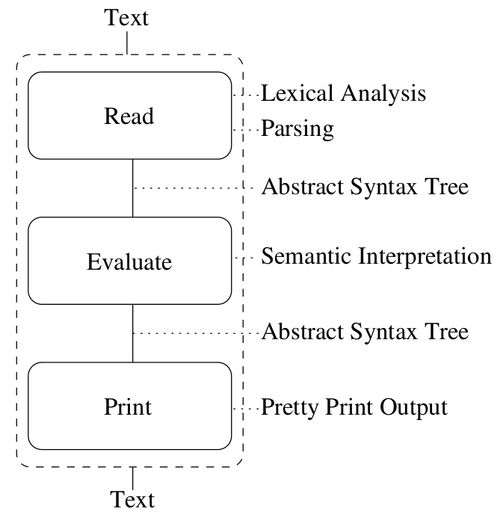 Text
Read
Lexical Analysis
Parsing
Abstract Syntax Tree
Evaluate
Semantic Interpretation
Abstract Syntax Tree
Print
Pretty Print Output
Text